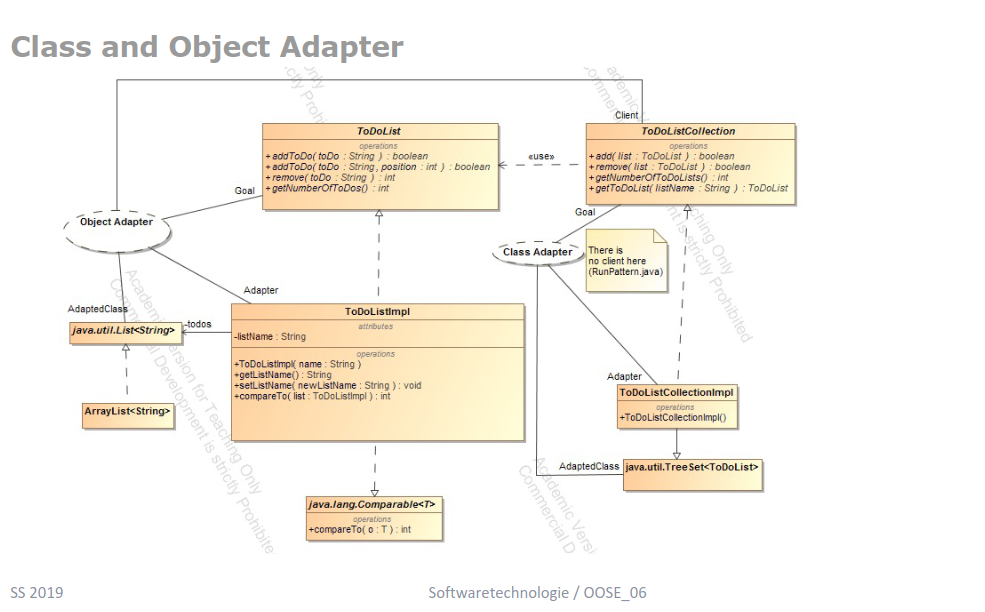 Class and Object Adapter
Client
ToDoList
operations
+addToDo( toDo : String ) : boolean
+addToDo( toDo : String, position : int ) : boolean
+remove( toDo : String ) : int
+getNumberOfToDos() : int
«use»
ToDoListCollection
operations
+add( list : ToDoList ) : boolean
+remove( list : ToDoList ) : boolean
+getNumberOfToDoLists() : int
+getToDoList( listName : String ) : ToDoList
Goal
Object Adapter
Goal
Class Adapter
There is
no client here
(RunPattern.java)
Adapter
AdaptedClass
java.util.List<String>
-todos
ArrayList<String>
ToDoListImpl
attributes
-listName : String
operations
+ToDoListImpl( name : String )
+getListName() : String
+setListName( newListName : String ) : void
+compareTo( list : ToDoListImpl ) : int
Adapter
ToDoListCollectionImpl
operations
+ToDoListCollectionImpl()
AdaptedClass
java.util.TreeSet<ToDoList>
java.lang.Comparable<T>
operations
+compareTo( o : T ) : int
Academic Version for Teaching Only
Commercial Development is strictly Prohibited
SS 2019
Softwaretechnologie / OOSE_06